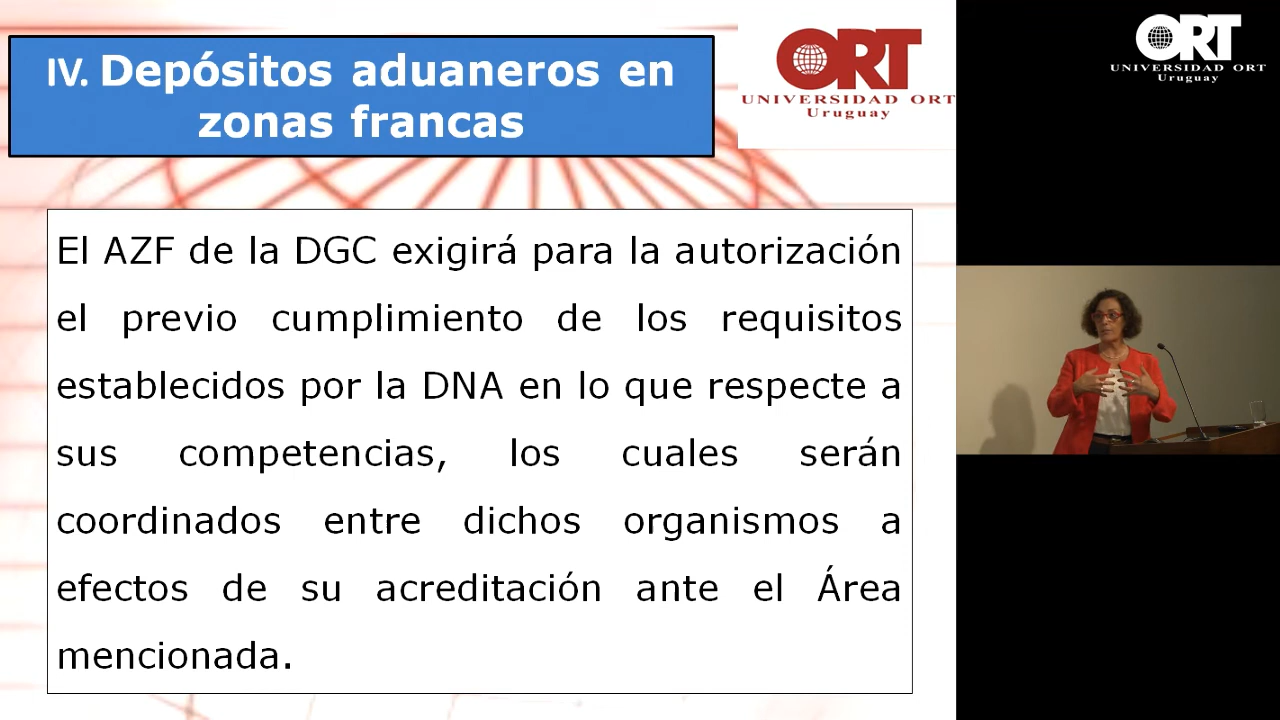 IV. Depósitos aduaneros en
zonas francas
ORT
UNIVERSIDAD ORT
Uruguay
ORT
UNIVERSIDAD ORT
Uruguay
El AZF de la DGC exigirá para la autorización
el previo cumplimiento de los requisitos
establecidos por la DNA en lo que respecte a
sus competencias, los cuales serán
coordinados entre dichos organismos a
efectos de su acreditación ante el Área
mencionada.